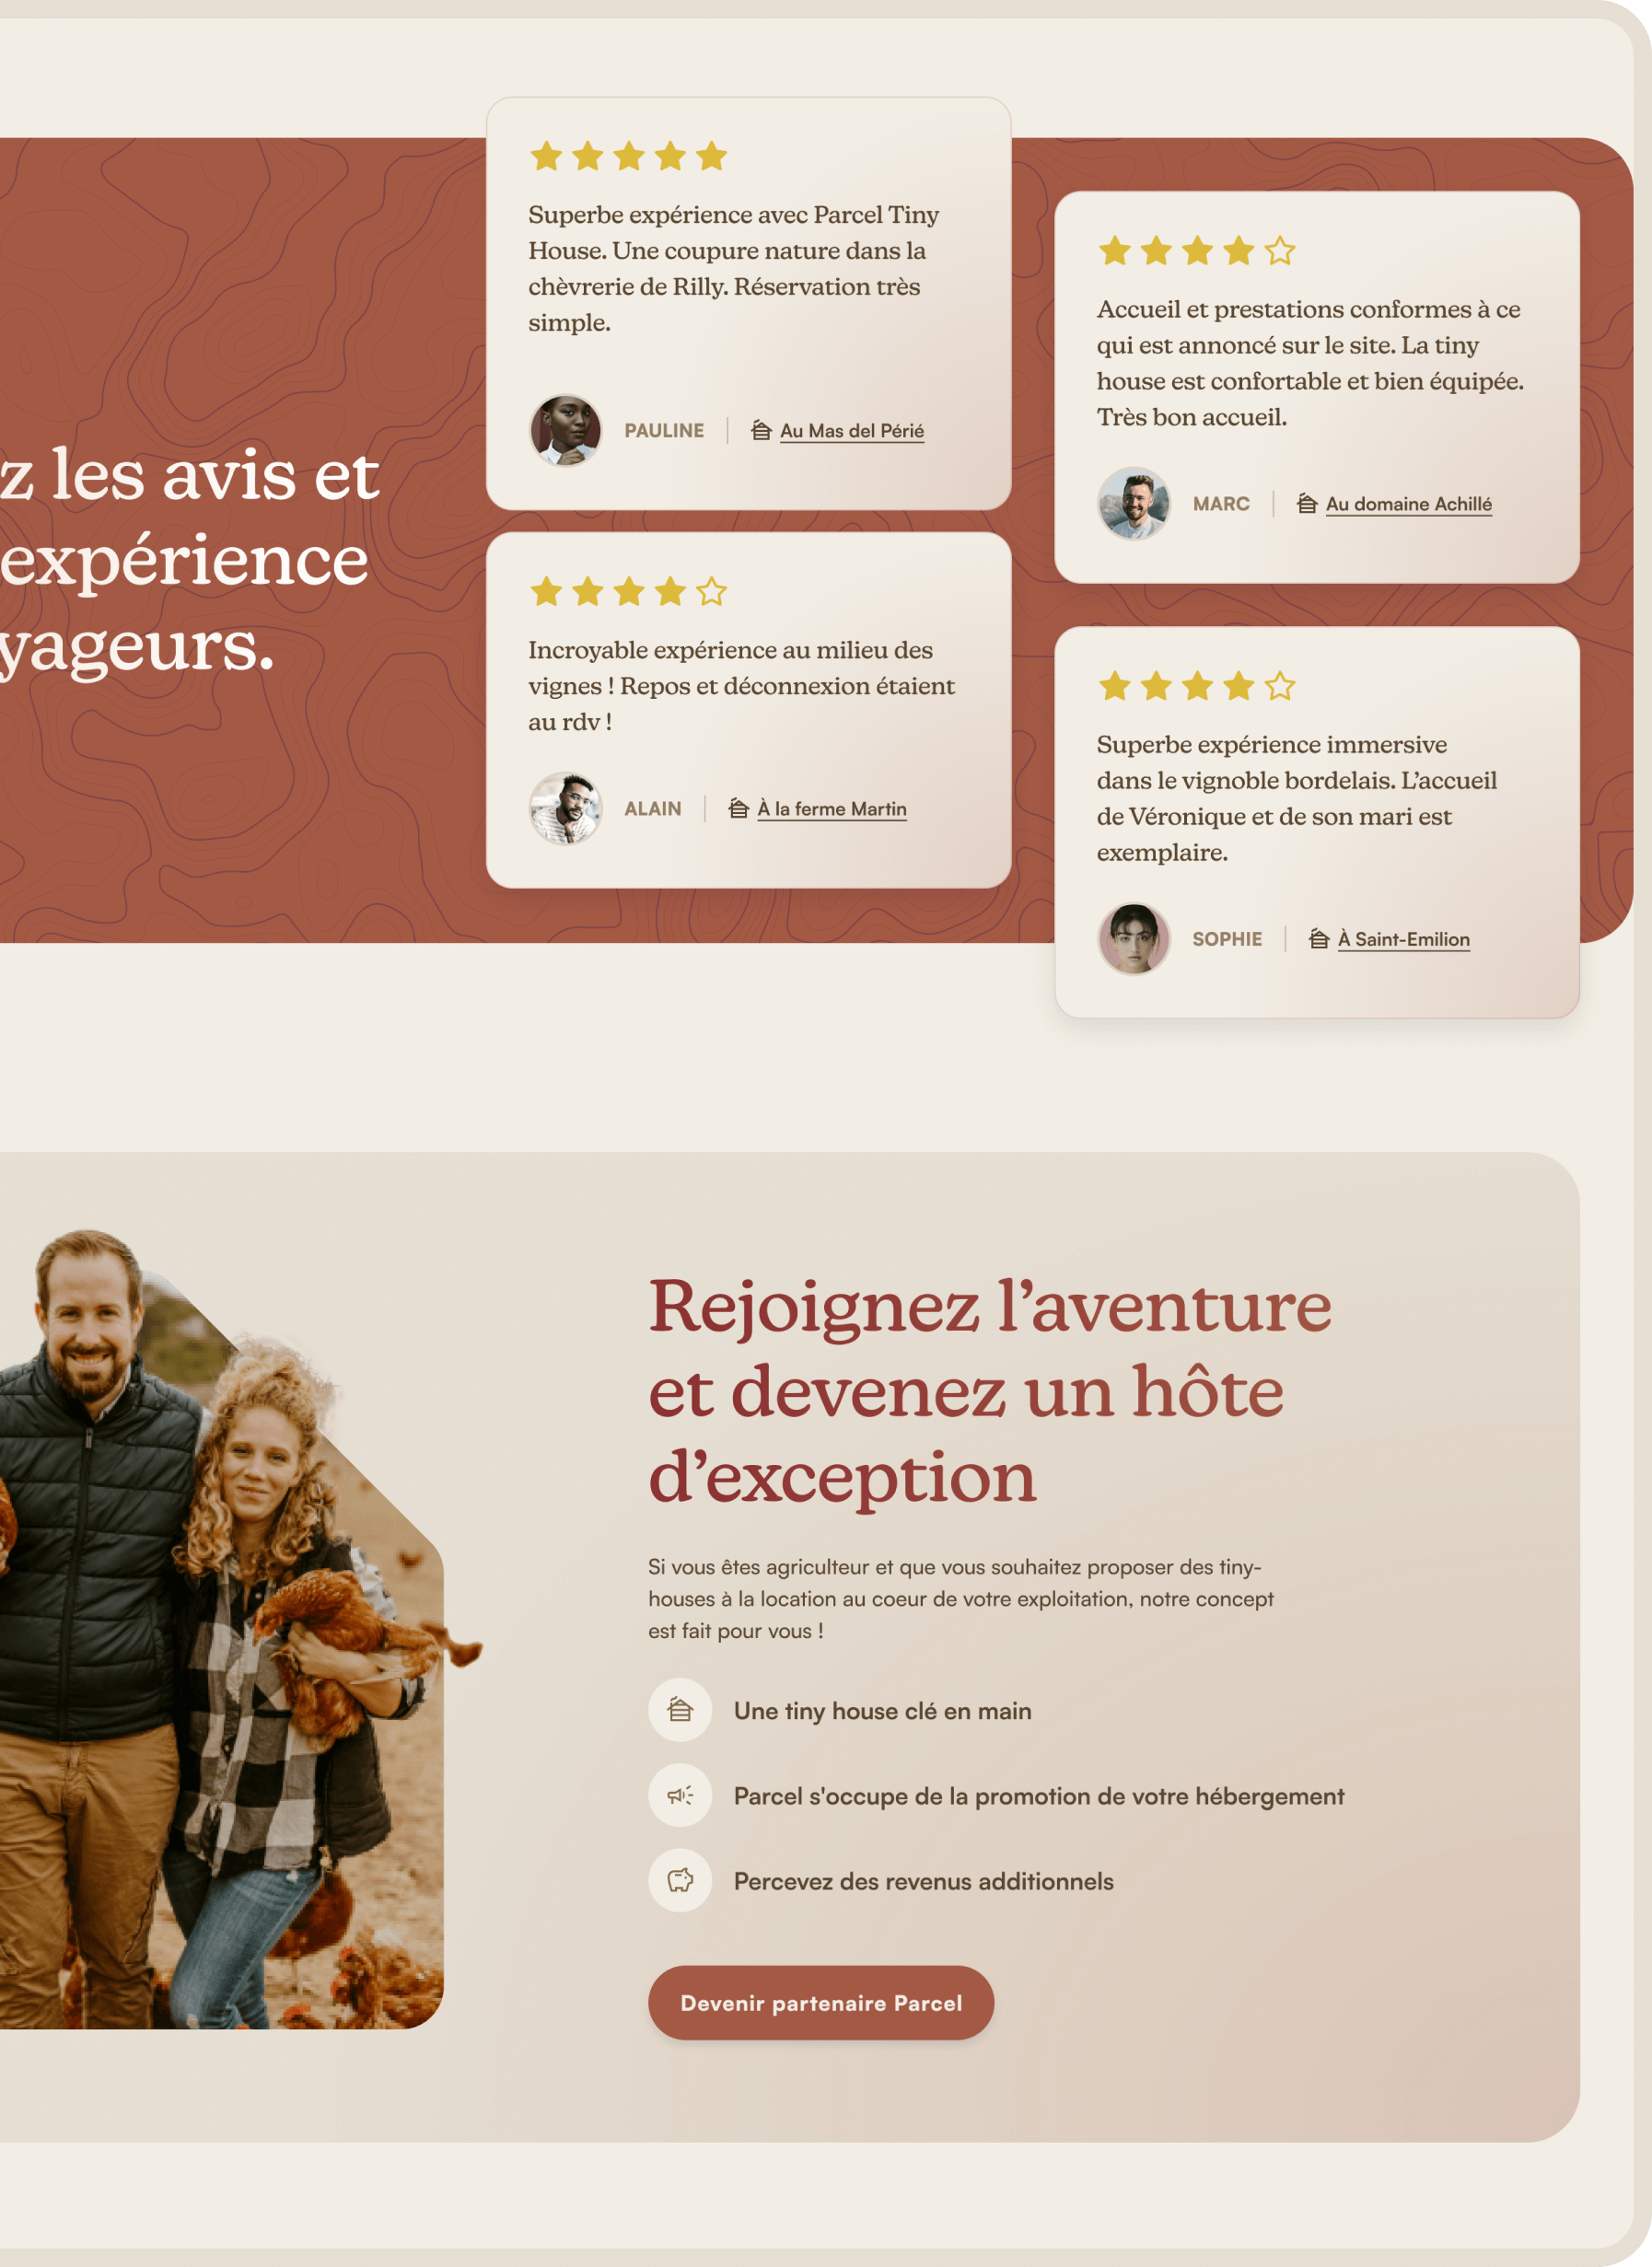 z les avis et
expérience
yageurs.
Superbe expérience avec Parcel Tiny
House. Une coupure nature dans la
chèvrerie de Rilly. Réservation très
simple.
PAULINE
Au Mas del Périé
Incroyable expérience au milieu des
vignes ! Repos et déconnexion étaient
au rdv !
ALAIN
À la ferme Martin
Accueil et prestations conformes à ce
qui est annoncé sur le site. La tiny
house est confortable et bien équipée.
Très bon accueil.
MARC
Au domaine Achillé
Superbe expérience immersive
dans le vignoble bordelais. L’accueil
de Véronique et de son mari est
exemplaire.
SOPHIE
À Saint-Emilion
Rejoignez l’aventure
et devenez un hôte
d’exception
Si vous êtes agriculteur et que vous souhaitez proposer des tiny-
houses à la location au coeur de votre exploitation, notre concept
est fait pour vous !
Une tiny house clé en main
Parcel s'occupe de la promotion de votre hébergement
Percevez des revenus additionnels
Devenir partenaire Parcel